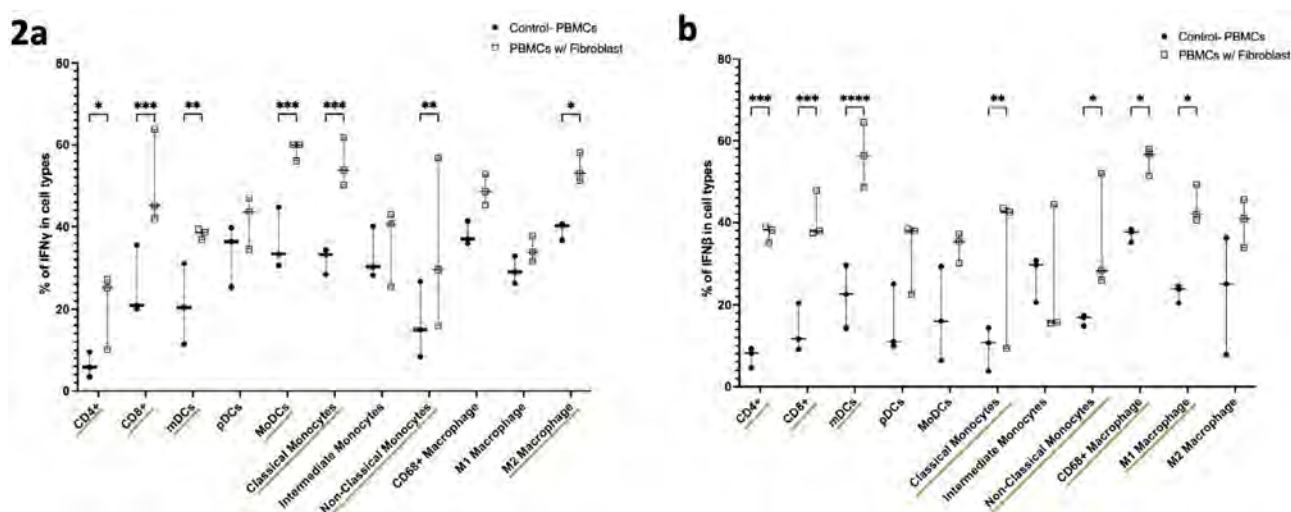 2a
Control- PBMCs
PBMCs w/ Fibroblast
% of IFNγ in cell types
80
60
40
20
0
*
***
**
***
***
**
*
CD4+
CD8+
mDCs
pDCs
MoDCs
Classical Monocytes
Intermediate Monocytes
Non-Classical Monocytes
CD68+ Macrophage
M1 Macrophage
M2 Macrophage
b
Control- PBMCs
PBMCs w/ Fibroblast
% of IFNβ in cell types
80
60
40
20
0
***
***
****
**
*
*
*
CD4+
CD8+
mDCs
pDCs
MoDCs
Classical Monocytes
Intermediate Monocytes
Non-Classical Monocytes
CD68+ Macrophage
M1 Macrophage
M2 Macrophage